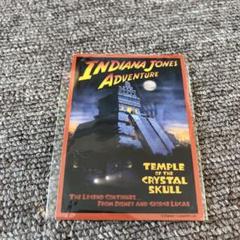 INDIANA JONES
ADVENTURE
TEMPLE
OF THE
CRYSTAL
SKULL
THE LEGEND CONTINUES...
FROM DISNEY AND GEORGE LUCAS